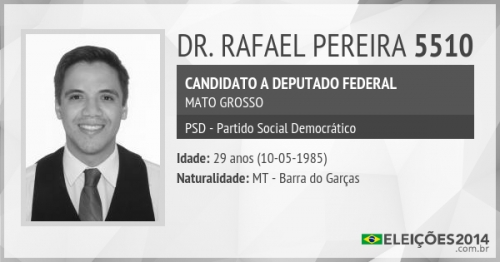 DR. RAFAEL PEREIRA 5510
CANDIDATO A DEPUTADO FEDERAL
MATO GROSSO
PSD - Partido Social Democrático
Idade: 29 anos (10-05-1985)
Naturalidade: MT - Barra do Garças
ELEIÇÕES2014
.com.br